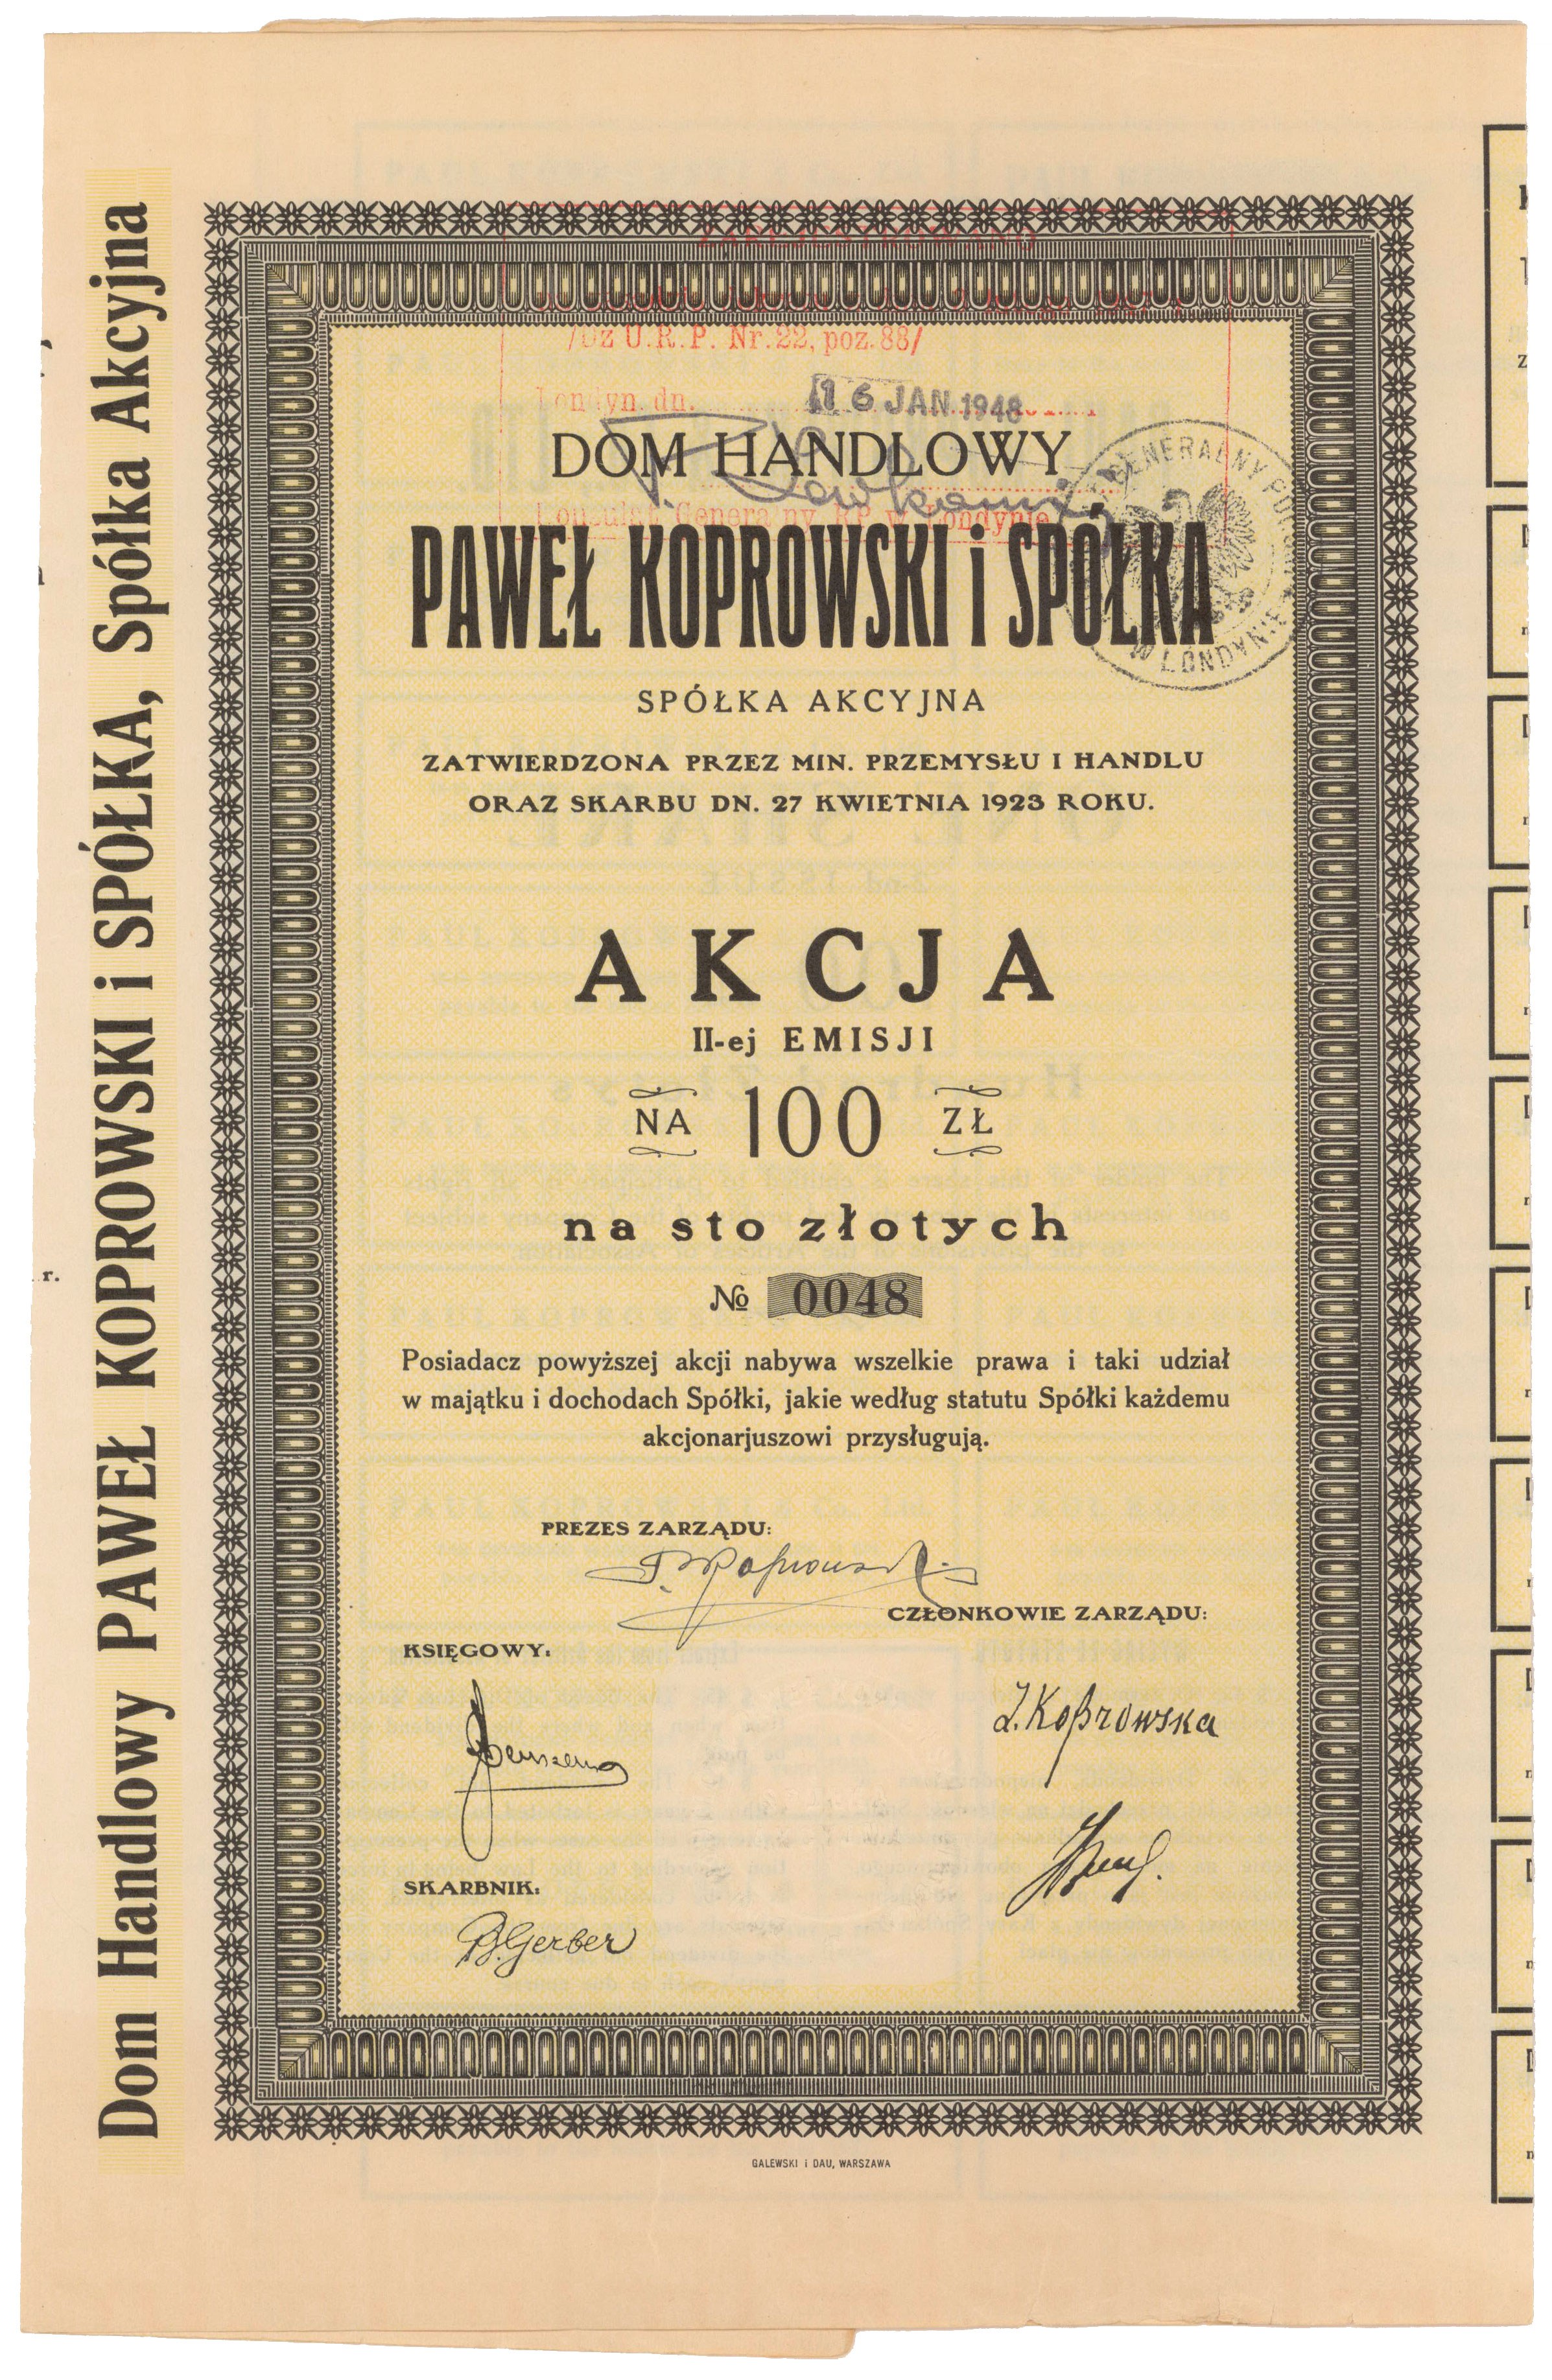 Dom Handlowy PAWEŁ KOPROWSKI i SPÓŁKA, Spółka Akcyjna
ZAREJESTROWANO
/Dz U.R.P. Nr.22, poz.88/
Londyn dn. 16 JAN 1948
DOM HANDLOWY
Konsulat Generalny RP w Londynie
GENERALNY W LONDYNIE
PAWEŁ KOPROWSKI i SPÓŁKA
SPÓŁKA AKCYJNA
ZATWIERDZONA PRZEZ MIN. PRZEMYSŁU I HANDLU
ORAZ SKARBU DN. 27 KWIETNIA 1923 ROKU.
AKCJA
II-ej EMISJI
NA 100 ZŁ
na sto złotych
№ 0048
Posiadacz powyższej akcji nabywa wszelkie prawa i taki udział
w majątku i dochodach Spółki, jakie według statutu Spółki każdemu
akcjonarjuszowi przysługują.
PREZES ZARZĄDU:
CZŁONKOWIE ZARZĄDU:
KSIĘGOWY:
Koprowska
SKARBNIK:
B. Gerber
GALEWSKI i DAU, WARSZAWA